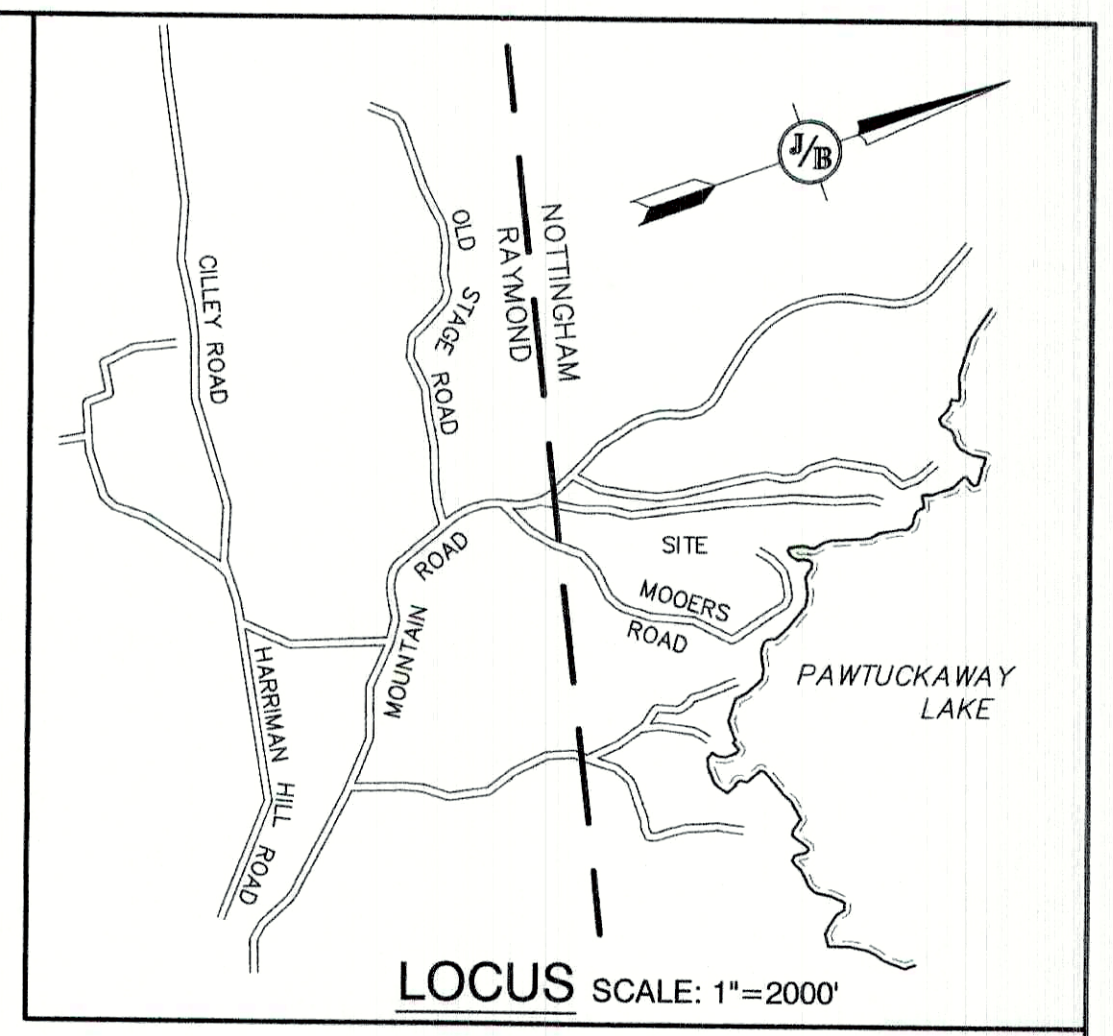 J/B
NOTTINGHAM
RAYMOND
OLD STAGE ROAD
CILLEY ROAD
SITE
MOOERS
ROAD
MOUNTAIN ROAD
HARRIMAN HILL ROAD
PAWTUCKAWAY
LAKE
LOCUS SCALE: 1"=2000'